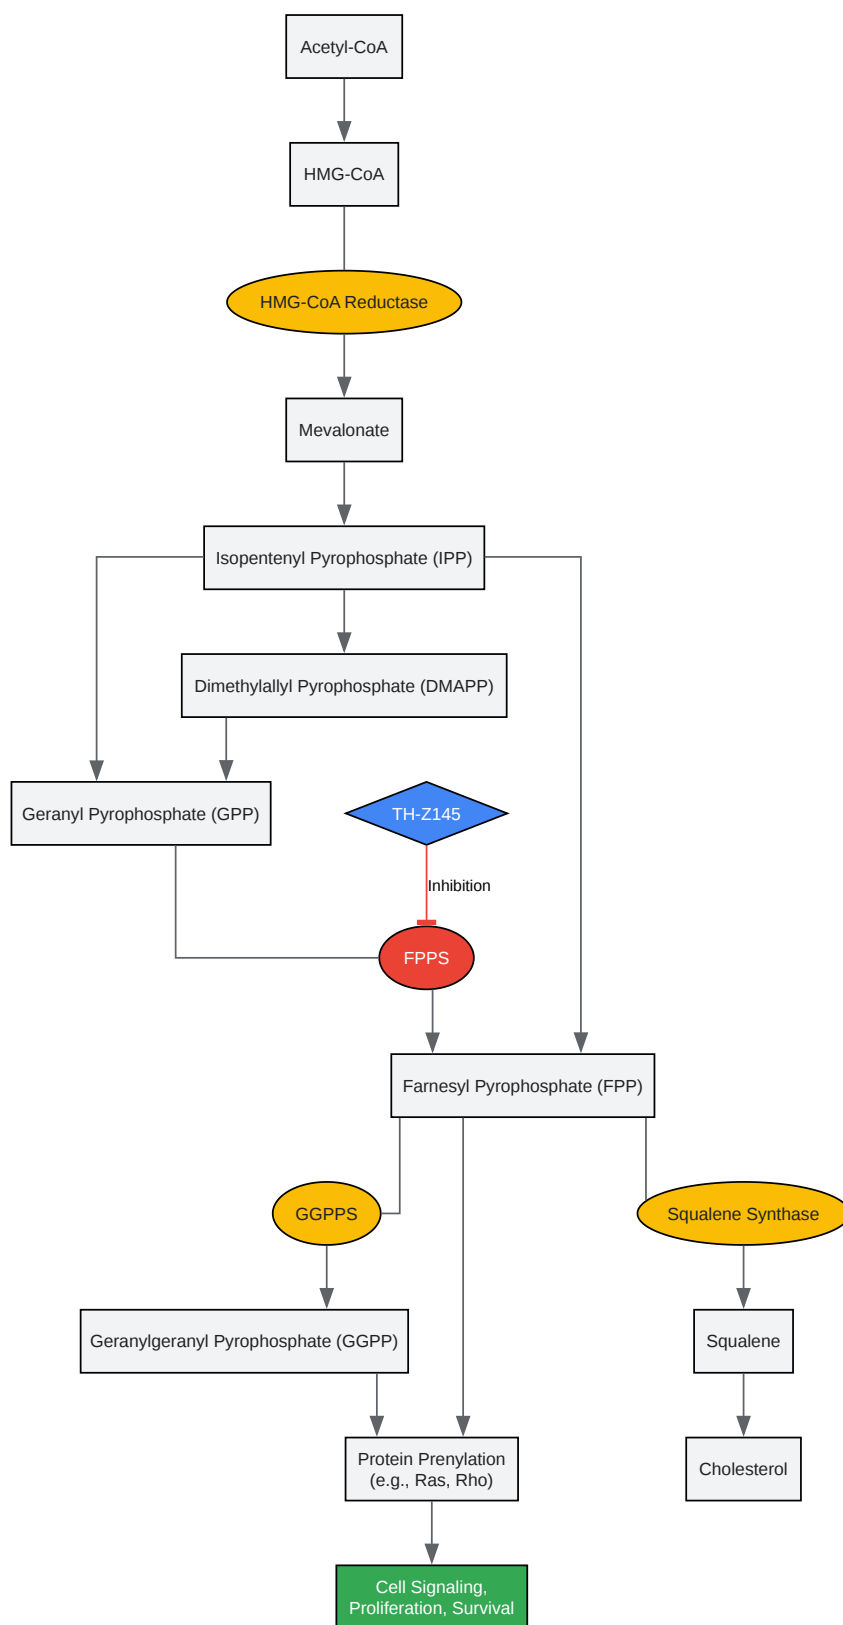 Acetyl-CoA
HMG-CoA
HMG-CoA Reductase
Mevalonate
Isopentenyl Pyrophosphate (IPP)
Dimethylallyl Pyrophosphate (DMAPP)
Geranyl Pyrophosphate (GPP)
TH-Z145
Inhibition
FPPS
Farnesyl Pyrophosphate (FPP)
GGPPS
Squalene Synthase
Geranylgeranyl Pyrophosphate (GGPP)
Squalene
Protein Prenylation
(e.g., Ras, Rho)
Cholesterol
Cell Signaling,
Proliferation, Survival